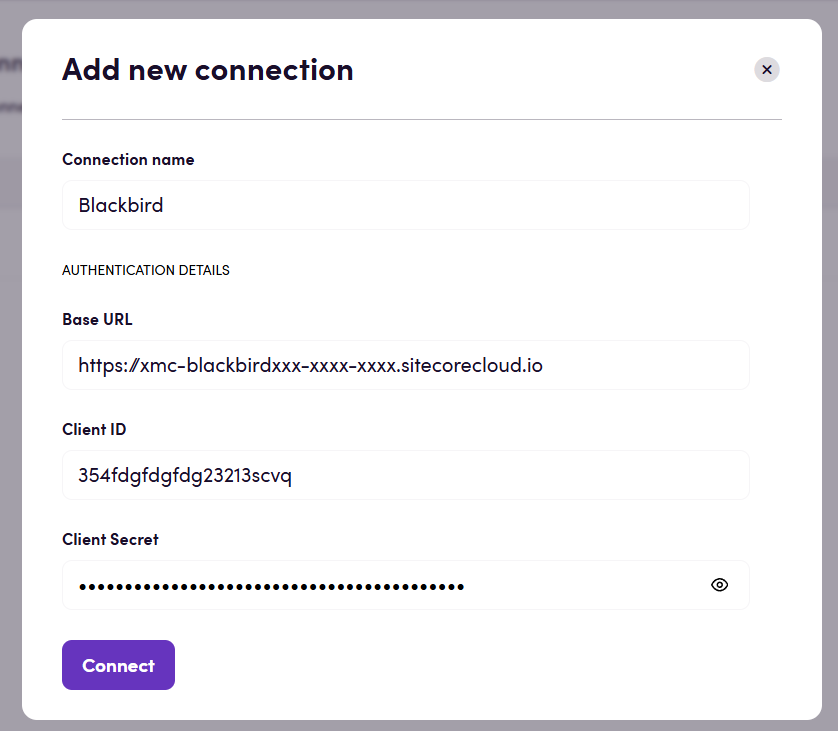 Add new connection
Connection name
Blackbird
AUTHENTICATION DETAILS
Base URL
https://xmc-blackbirdxxx-xxxx-xxxx.sitecorecloud.io
Client ID
354fdgfdgfdg23213scvq
Client Secret
••••••••••••••••••••••••••••••••••••••••••
Connect